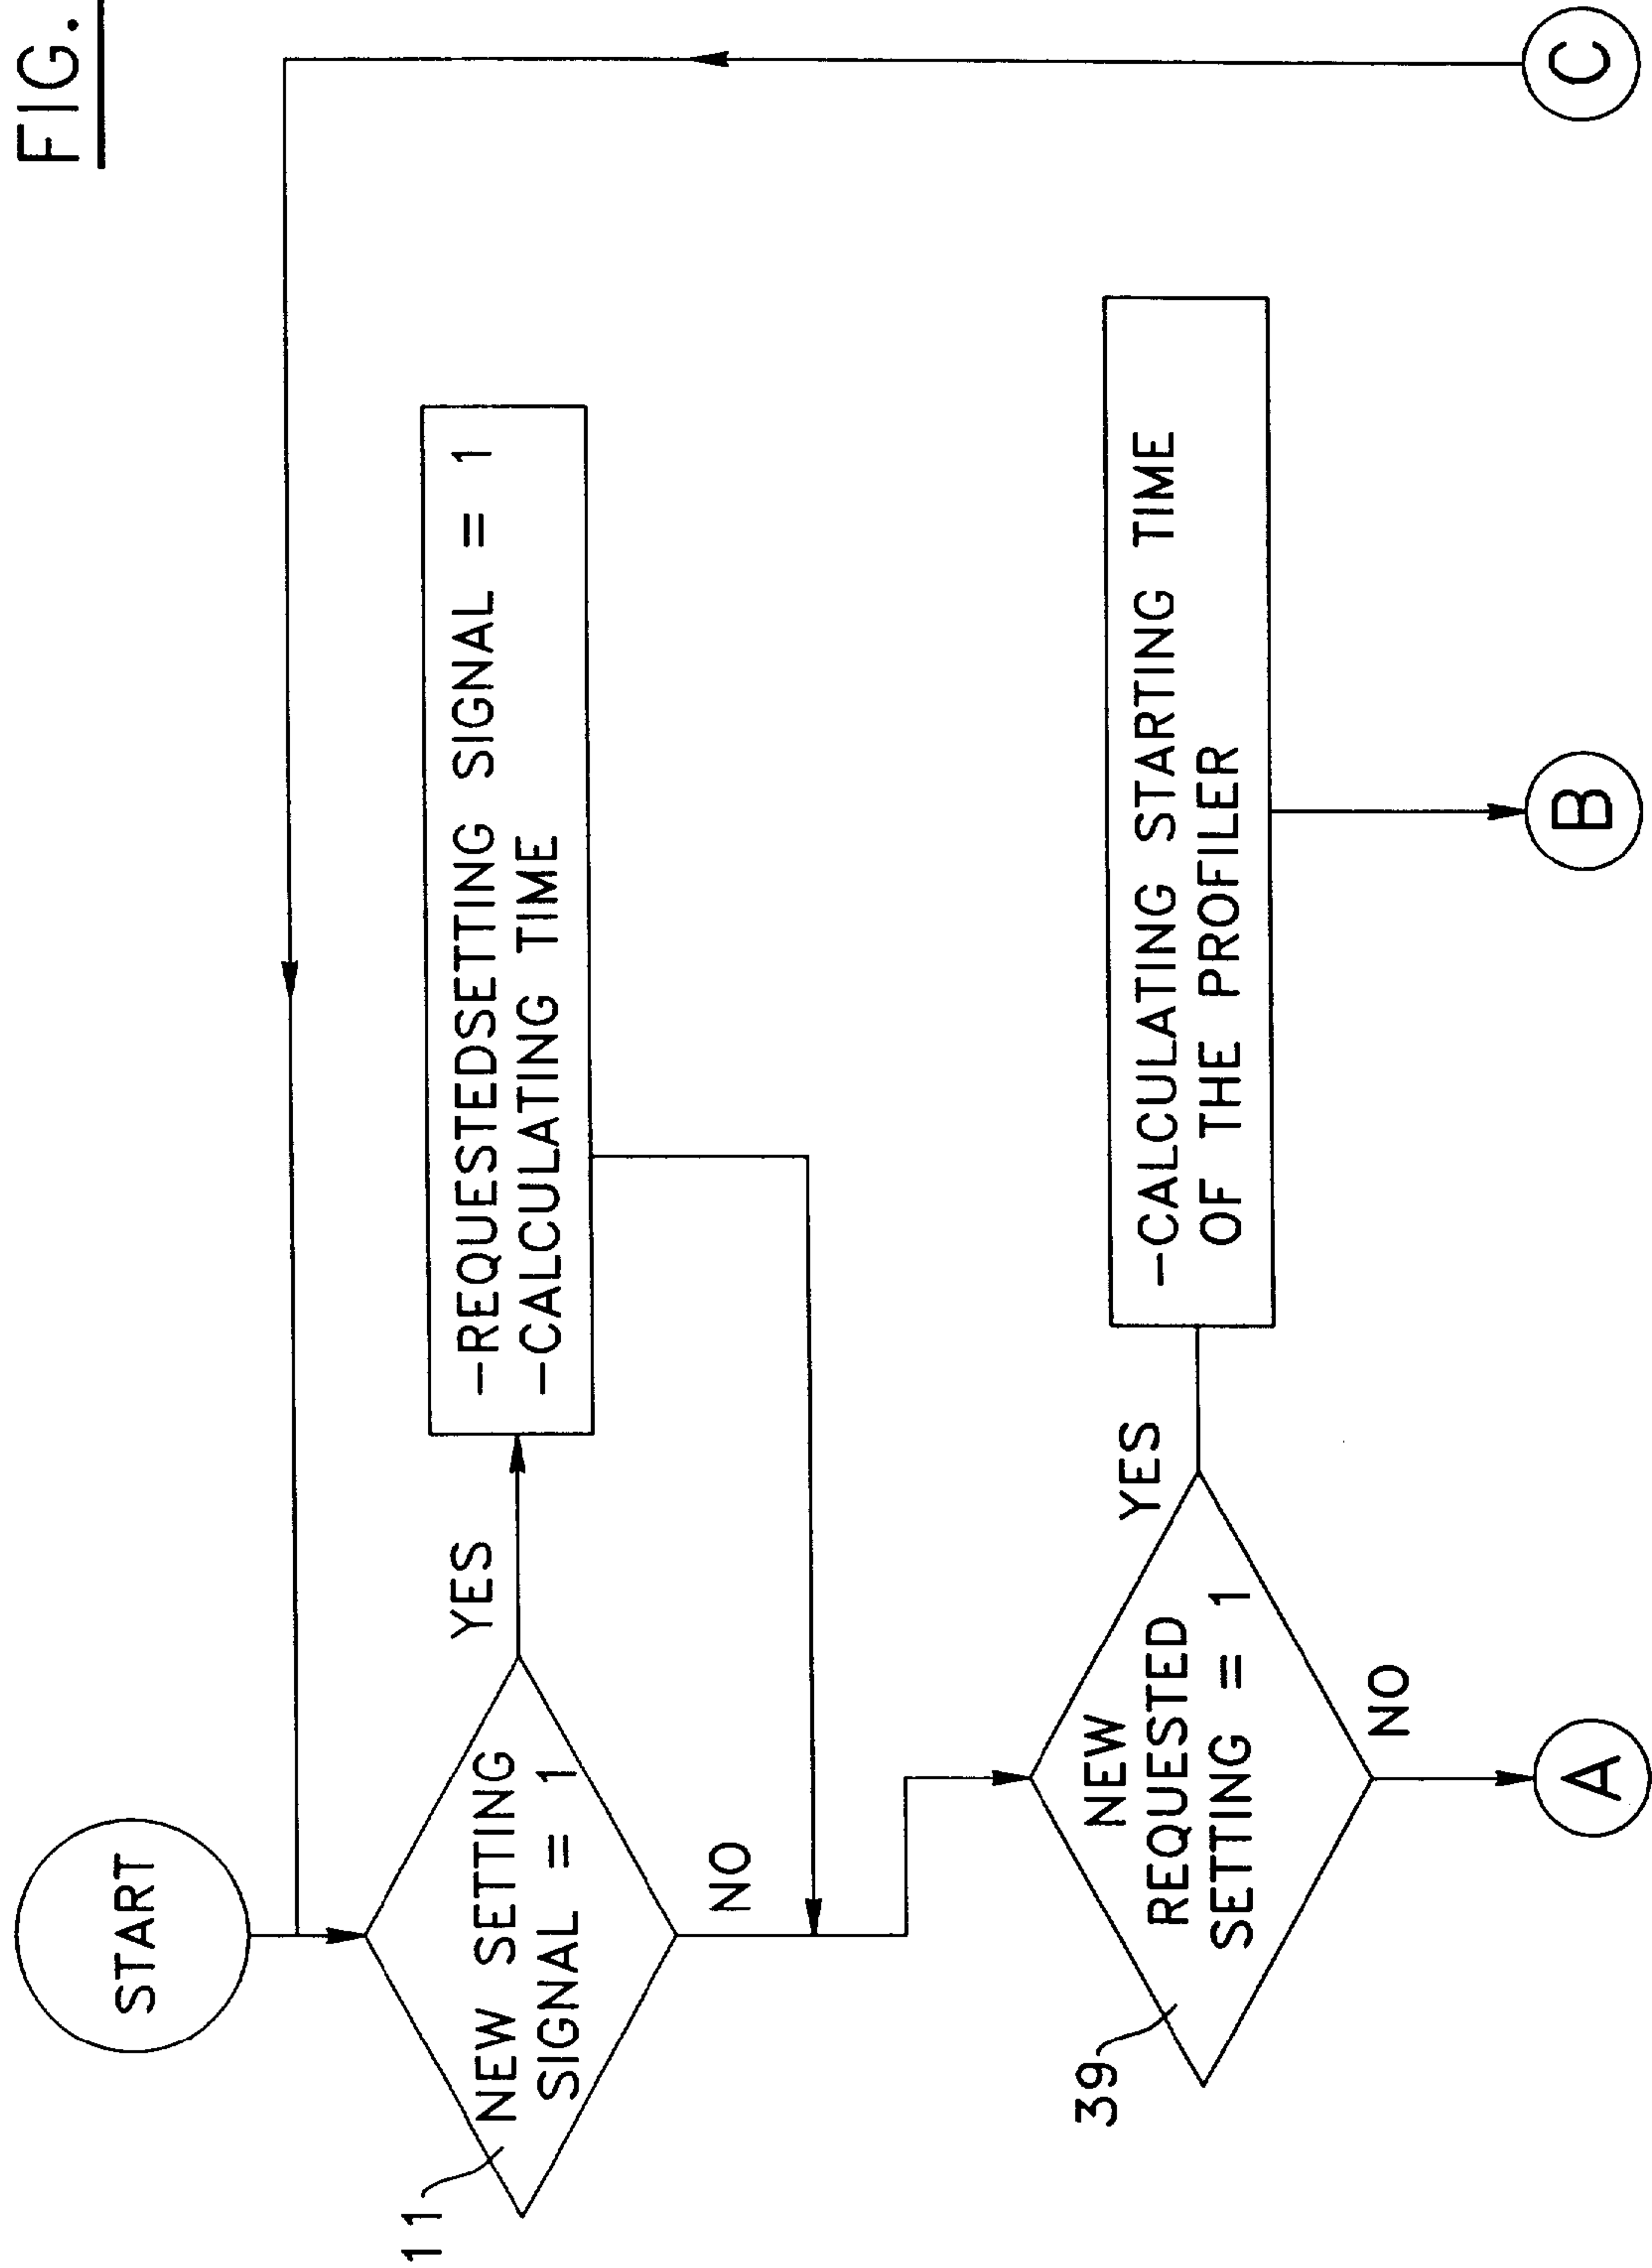 FIG.
START
11
NEW SETTING
SIGNAL = 1
YES
NO
-REQUESTEDSETTING SIGNAL = 1
-CALCULATING TIME
39
NEW
REQUESTED
SETTING = 1
YES
NO
-CALCULATING STARTING TIME
OF THE PROFILER
A
B
C